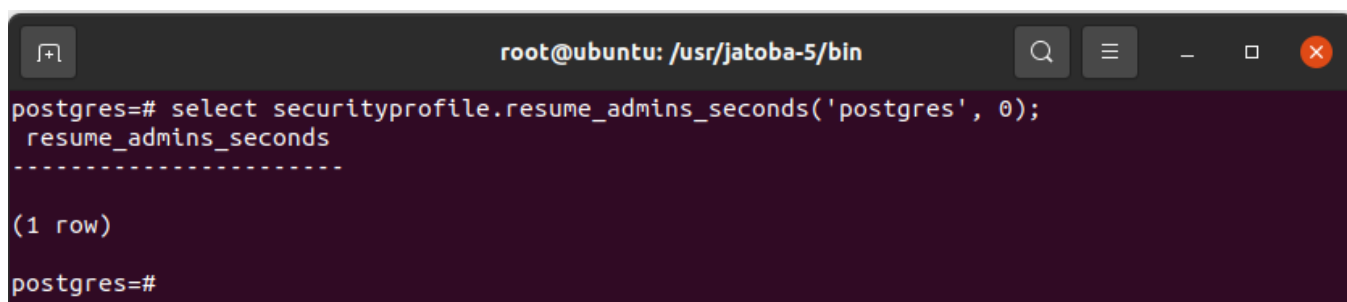 root@ubuntu: /usr/jatoba-5/bin
postgres=# select securityprofile.resume_admins_seconds('postgres', 0);
 resume_admins_seconds
-----------------------

(1 row)

postgres=#